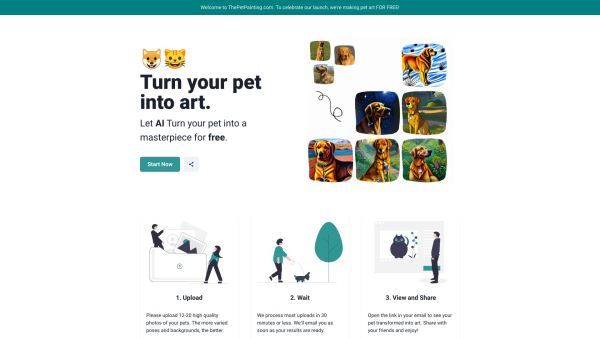 Welcome to ThePetPainting.com. To celebrate our launch, we're making pet art FOR FREE!
Turn your pet
into art.
Let AI Turn your pet into a
masterpiece for free.
Start Now
1. Upload
Please upload 12-20 high quality
photos of your pets. The more varied
poses and backgrounds, the better.
2. Wait
We process most uploads in 30
minutes or less. We'll email you as
soon as your results are ready.
3. View and Share
Open the link in your email to see your
pet transformed into art. Share with
your friends and enjoy!